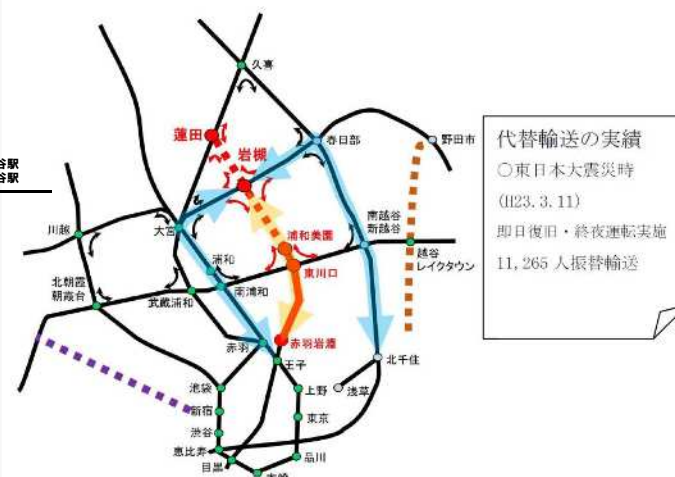 久喜
蓮田
春日部
野田市
岩槻
谷駅
谷駅
川越
大宮
南越谷
新越谷
浦和美園
越谷
レイクタウン
東川口
浦和
南浦和
北朝霞
朝霞台
武蔵浦和
赤羽
赤羽岩淵
王子
北千住
池袋
上野
浅草
新宿
東京
渋谷
恵比寿
品川
目黒
代替輸送の実績
○東日本大震災時
(H23.3.11)
即日復旧・終夜運転実施
11,265 人振替輸送